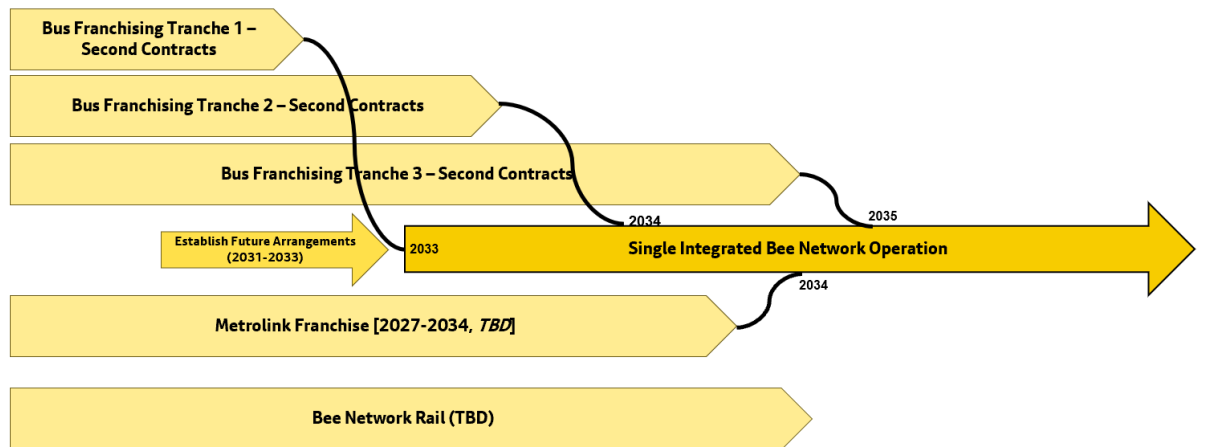 Bus Franchising Tranche 1 –
Second Contracts
Bus Franchising Tranche 2 – Second Contracts
Bus Franchising Tranche 3 – Second Contracts
2035
2034
Establish Future Arrangements
(2031-2033)
2033
Single Integrated Bee Network Operation
2034
Metrolink Franchise [2027-2034, TBD]
Bee Network Rail (TBD)